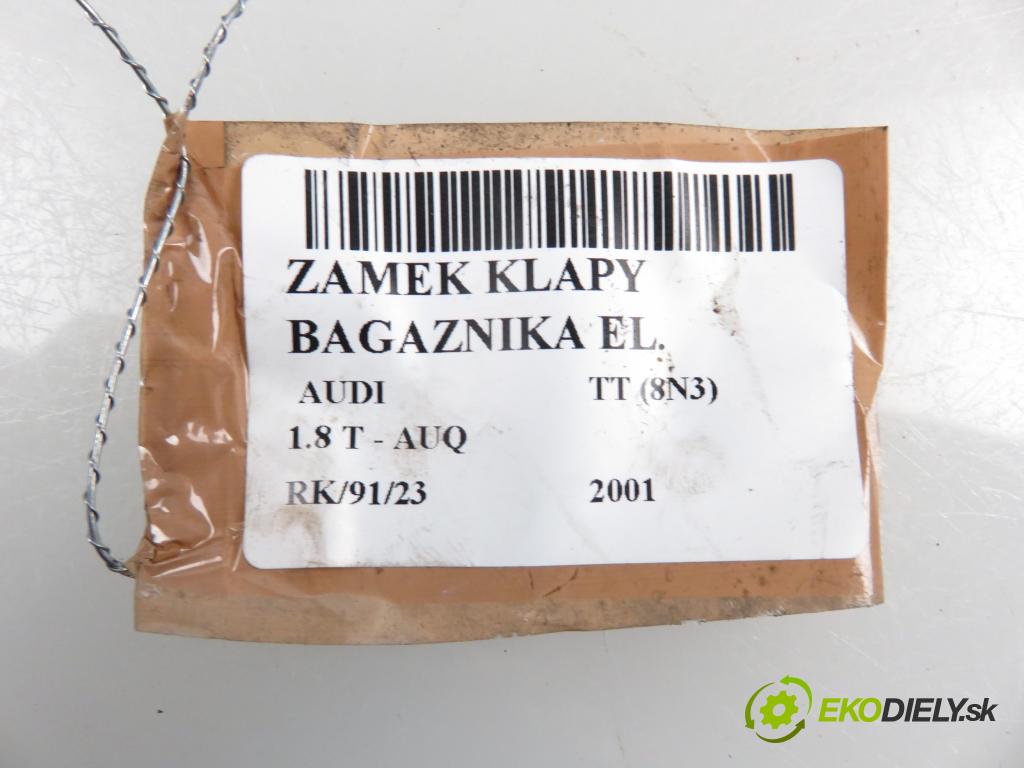 ZAMEK KLAPY
BAGAZNIKA EL.
AUDI TT (8N3)
1.8 T - AUQ
RK/91/23 2001
EKODIELY.sk